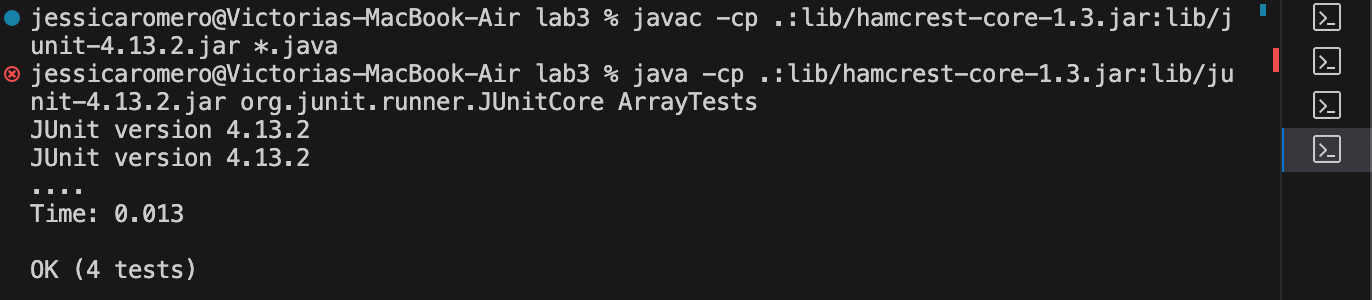 jessicaromero@Victorias-MacBook-Air lab3 % javac -cp .:lib/hamcrest-core-1.3.jar:lib/j
unit-4.13.2.jar *.java
jessicaromero@Victorias-MacBook-Air lab3 % java -cp .:lib/hamcrest-core-1.3.jar:lib/ju
nit-4.13.2.jar org.junit.runner.JUnitCore ArrayTests
JUnit version 4.13.2
JUnit version 4.13.2
....
Time: 0.013
OK (4 tests)